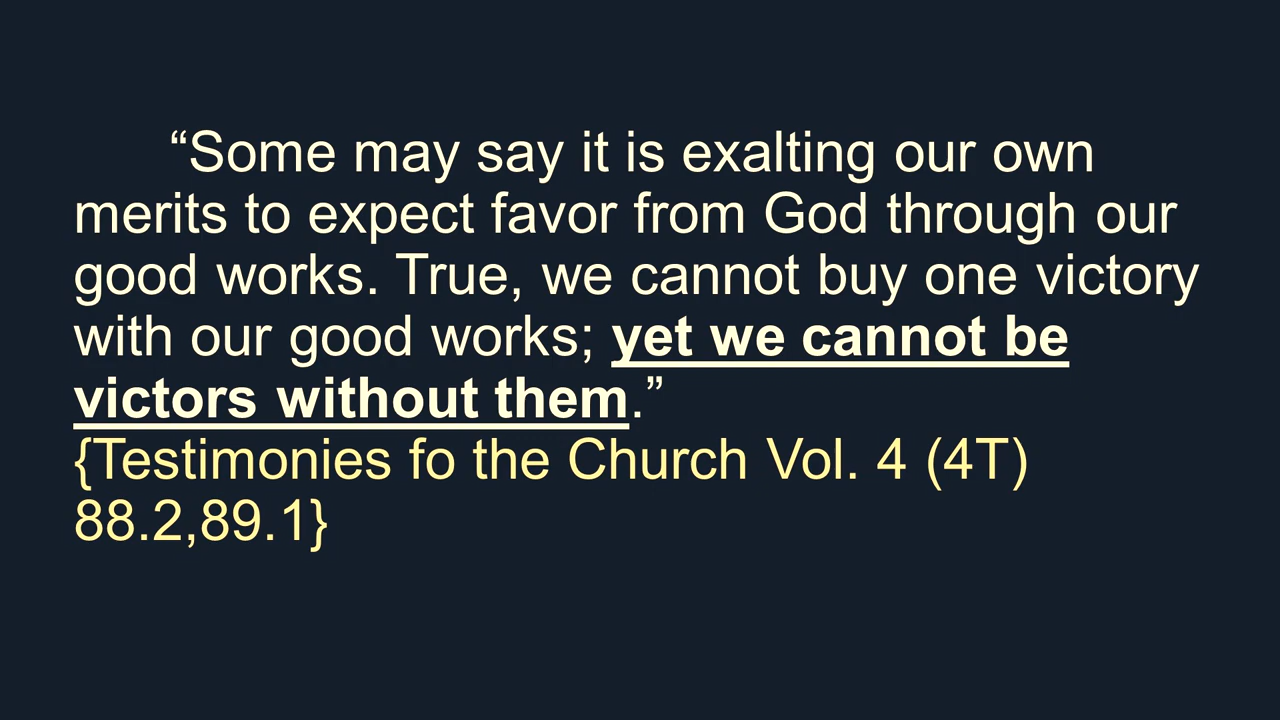 “Some may say it is exalting our own
merits to expect favor from God through our
good works. True, we cannot buy one victory
with our good works; yet we cannot be
victors without them.”
{Testimonies fo the Church Vol. 4 (4T)
88.2,89.1}